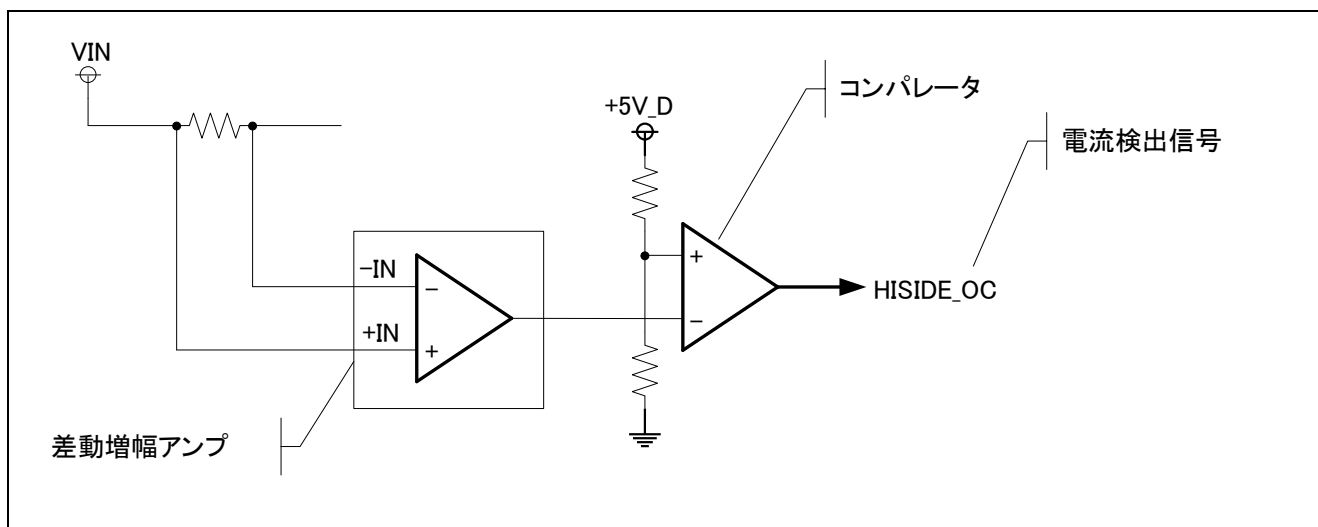 VIN
コンパレータ
+5V_D
電流検出信号
+
-IN
−
HISIDE_OC
−
+IN
+
差動増幅アンプ